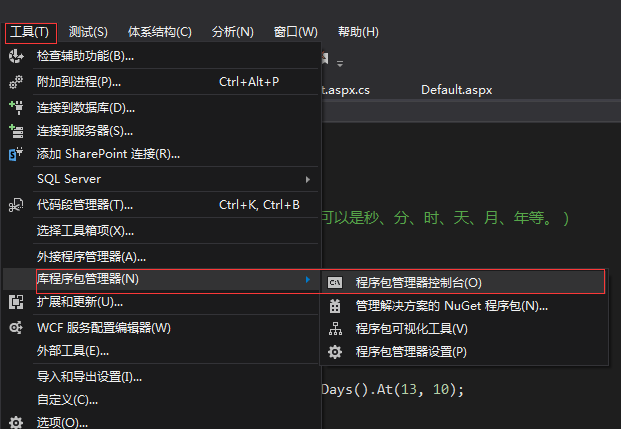 工具(T) 测试(S) 体系结构(C) 分析(N) 窗口(W) 帮助(H)
检查辅助功能(B)...
附加到进程(P)... Ctrl+Alt+P
t.aspx.cs Default.aspx
连接到数据库(D)...
连接到服务器(S)...
添加 SharePoint 连接(R)...
SQL Server
代码段管理器(T)... Ctrl+K, Ctrl+B
可以是秒、分、时、天、月、年等。)
选择工具箱项(X)...
外接程序管理器(A)...
库程序包管理器(N)
程序包管理器控制台(O)
扩展和更新(U)...
管理解决方案的 NuGet 程序包(N)...
WCF 服务配置编辑器(W)
程序包可视化工具(V)
外部工具(E)...
程序包管理器设置(P)
导入和导出设置(I)...
Days().At(13, 10);
自定义(C)...
选项(O)...